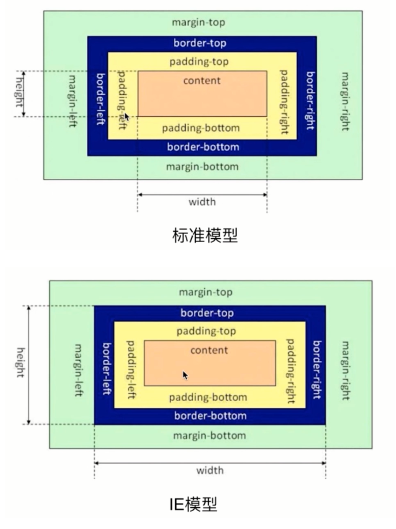 margin-top
border-top
padding-top
content
height
margin-left
border-left
padding-left
padding-right
border-right
margin-right
padding-bottom
border-bottom
margin-bottom
width
标准模型
margin-top
border-top
padding-top
content
height
margin-left
border-left
padding-left
padding-right
border-right
margin-right
padding-bottom
border-bottom
margin-bottom
width
IE模型